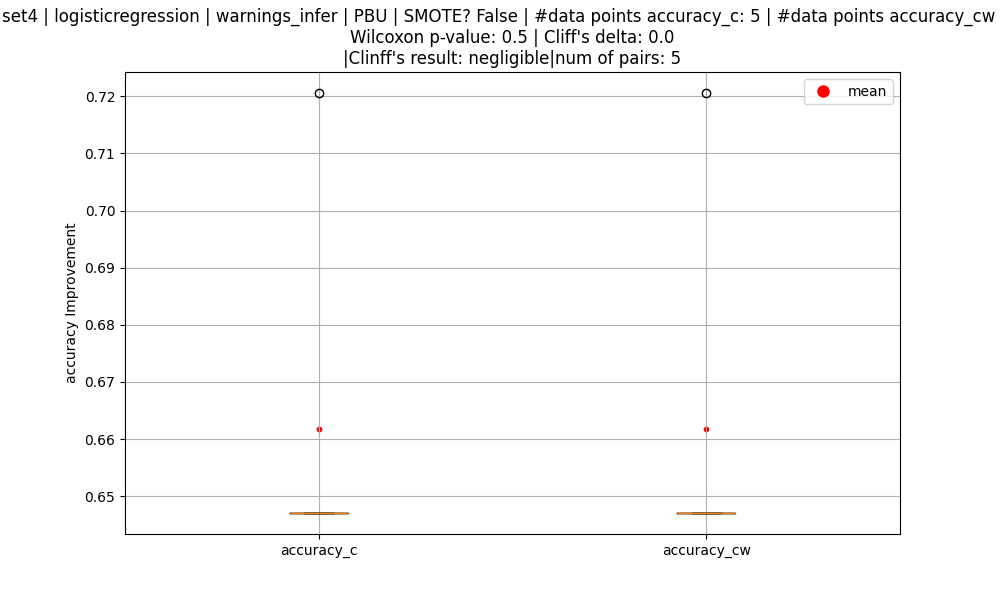 set4 | logisticregression | warnings_infer | PBU | SMOTE? False | #data points accuracy_c: 5 | #data points accuracy_cw
Wilcoxon p-value: 0.5 | Cliff's delta: 0.0
|Clinff's result: negligible|num of pairs: 5
mean
0.72
0.71
0.70
0.69
0.68
0.67
0.66
0.65
accuracy Improvement
accuracy_c
accuracy_cw